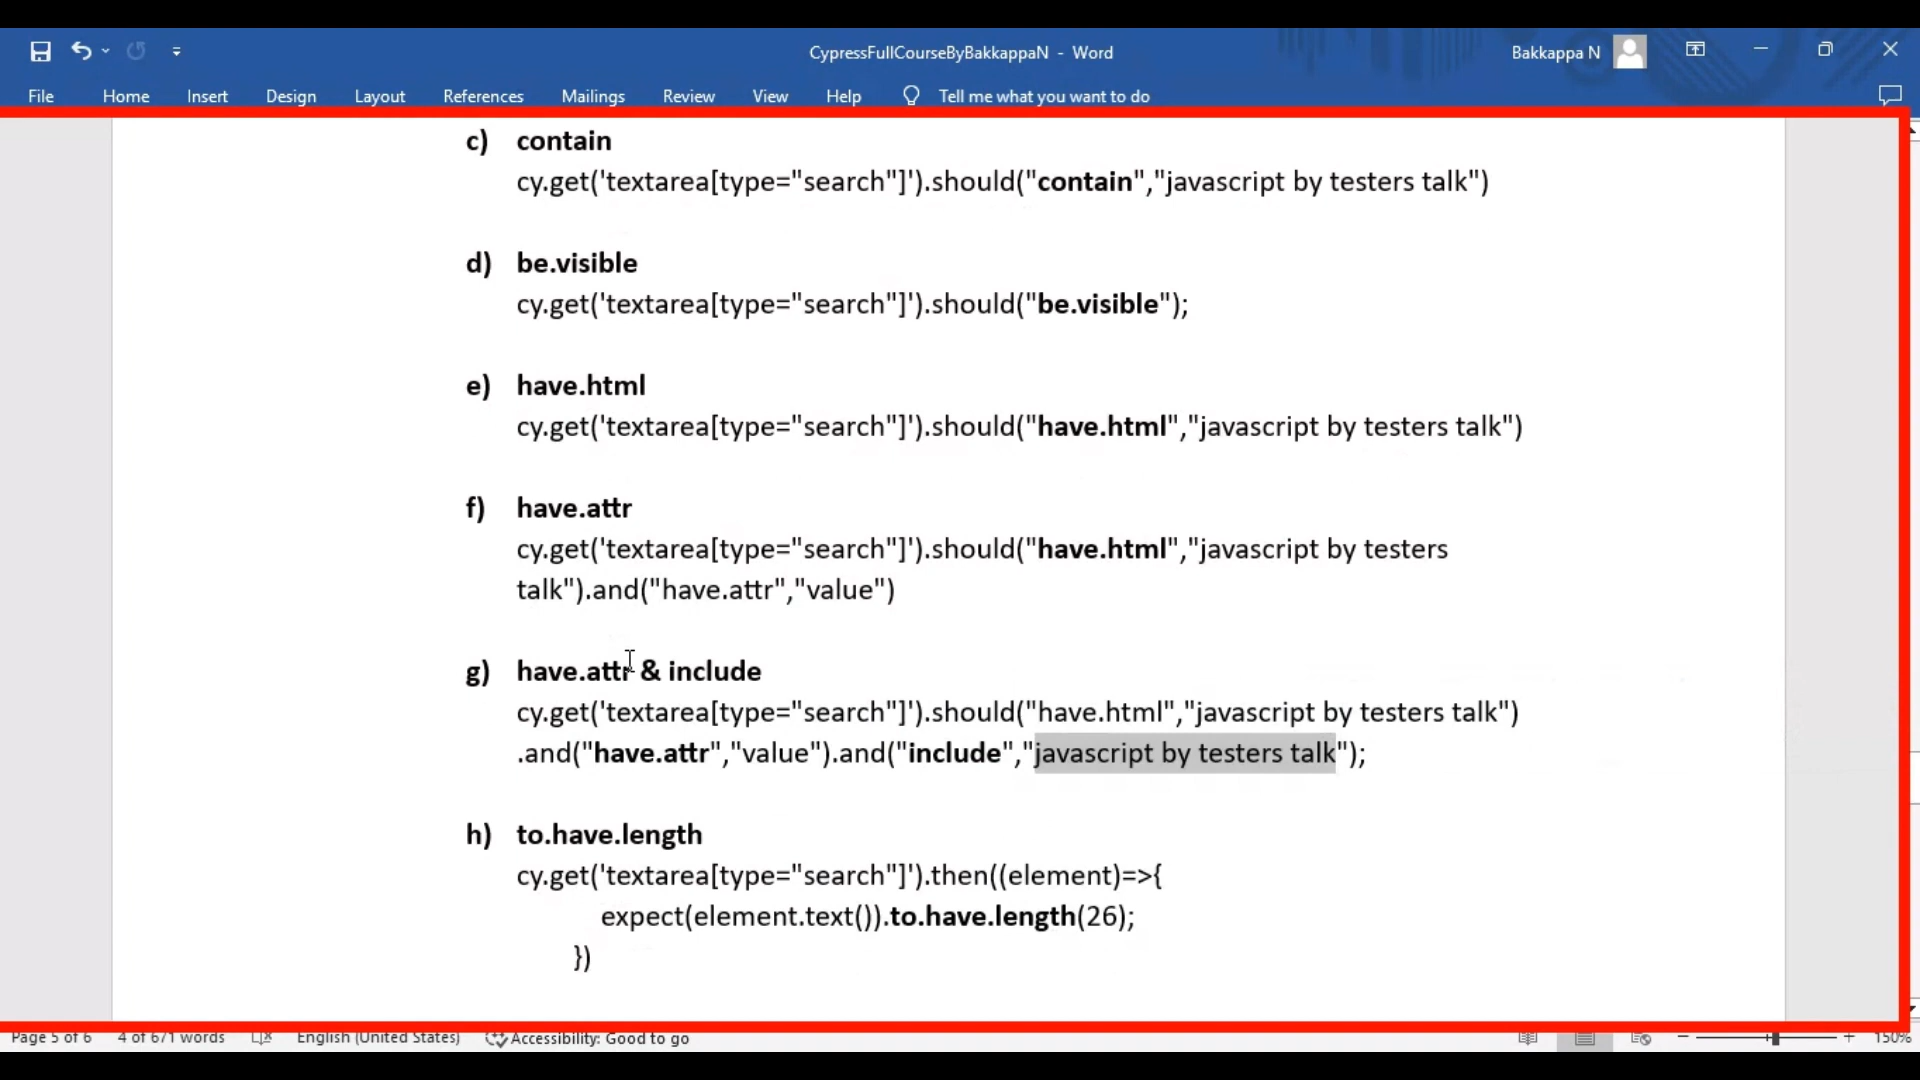 CypressFullCourseByBakkappaN - Word
Bakkappa N
File Home Insert Design Layout References Mailings Review View Help Tell me what you want to do
c) contain
cy.get('textarea[type="search"]').should("contain","javascript by testers talk")
d) be.visible
cy.get('textarea[type="search"]').should("be.visible");
e) have.html
cy.get('textarea[type="search"]').should("have.html","javascript by testers talk")
f) have.attr
cy.get('textarea[type="search"]').should("have.html","javascript by testers
talk").and("have.attr","value")
g) have.attr & include
cy.get('textarea[type="search"]').should("have.html","javascript by testers talk")
.and("have.attr","value").and("include","javascript by testers talk");
h) to.have.length
cy.get('textarea[type="search"]').then((element)=>{
expect(element.text()).to.have.length(26);
})
Page 5 of 6 4 of 671 words English (United States) Accessibility: Good to go 150%